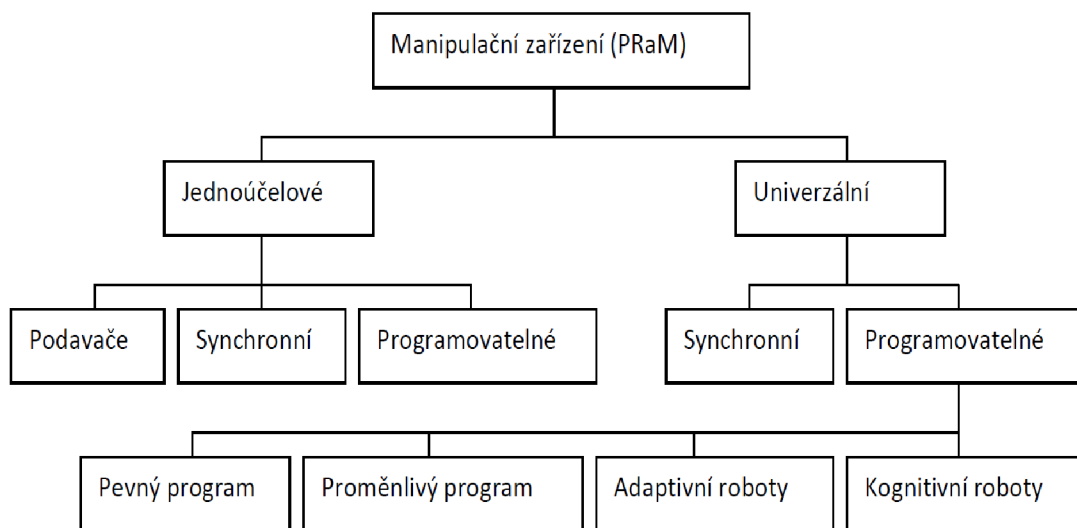 Manipulační zařízení (PRaM)
Jednoúčelové
Univerzální
Podavače
Synchronní
Programovatelné
Synchronní
Programovatelné
Pevný program
Proměnlivý program
Adaptivní roboty
Kognitivní roboty